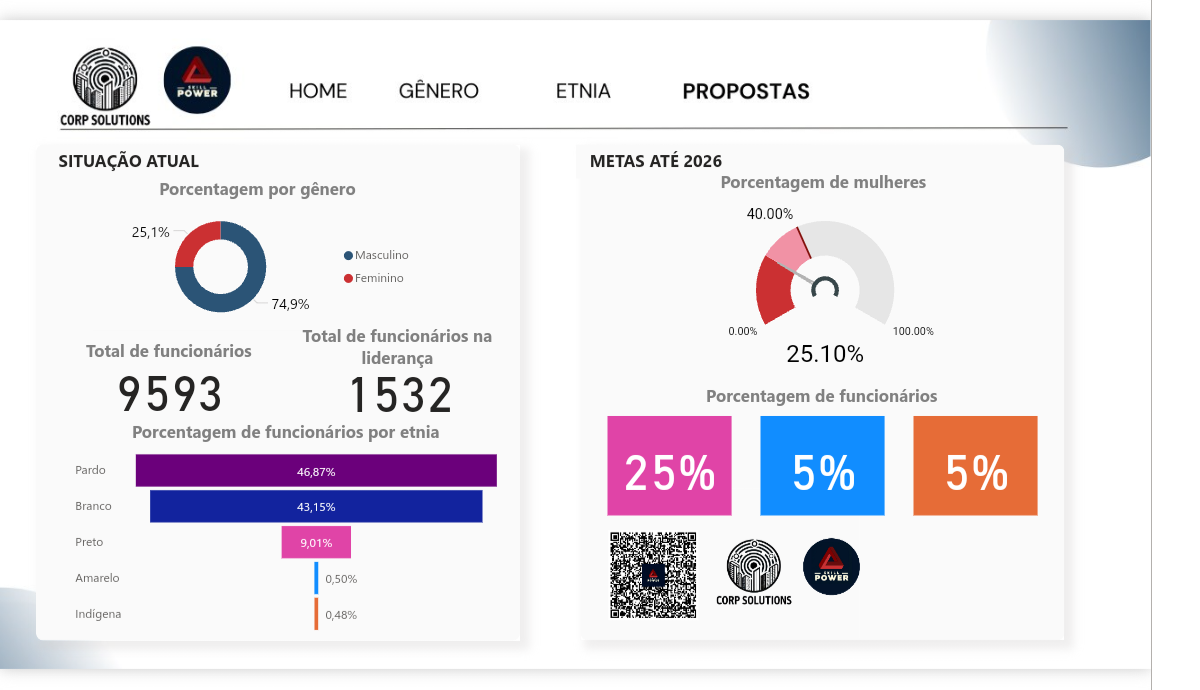 CORP SOLUTIONS
SKILL
POWER
HOME
GÊNERO
ETNIA
PROPOSTAS
SITUAÇÃO ATUAL
Porcentagem por gênero
25,1%
74,9%
Masculino
Feminino
Total de funcionários
9593
Total de funcionários na
liderança
1532
Porcentagem de funcionários por etnia
Pardo
46,87%
Branco
43,15%
Preto
9,01%
Amarelo
0,50%
Indígena
0,48%
METAS ATÉ 2026
Porcentagem de mulheres
40.00%
0.00%
100.00%
25.10%
Porcentagem de funcionários
25%
5%
5%
CORP SOLUTIONS
SKILL
POWER